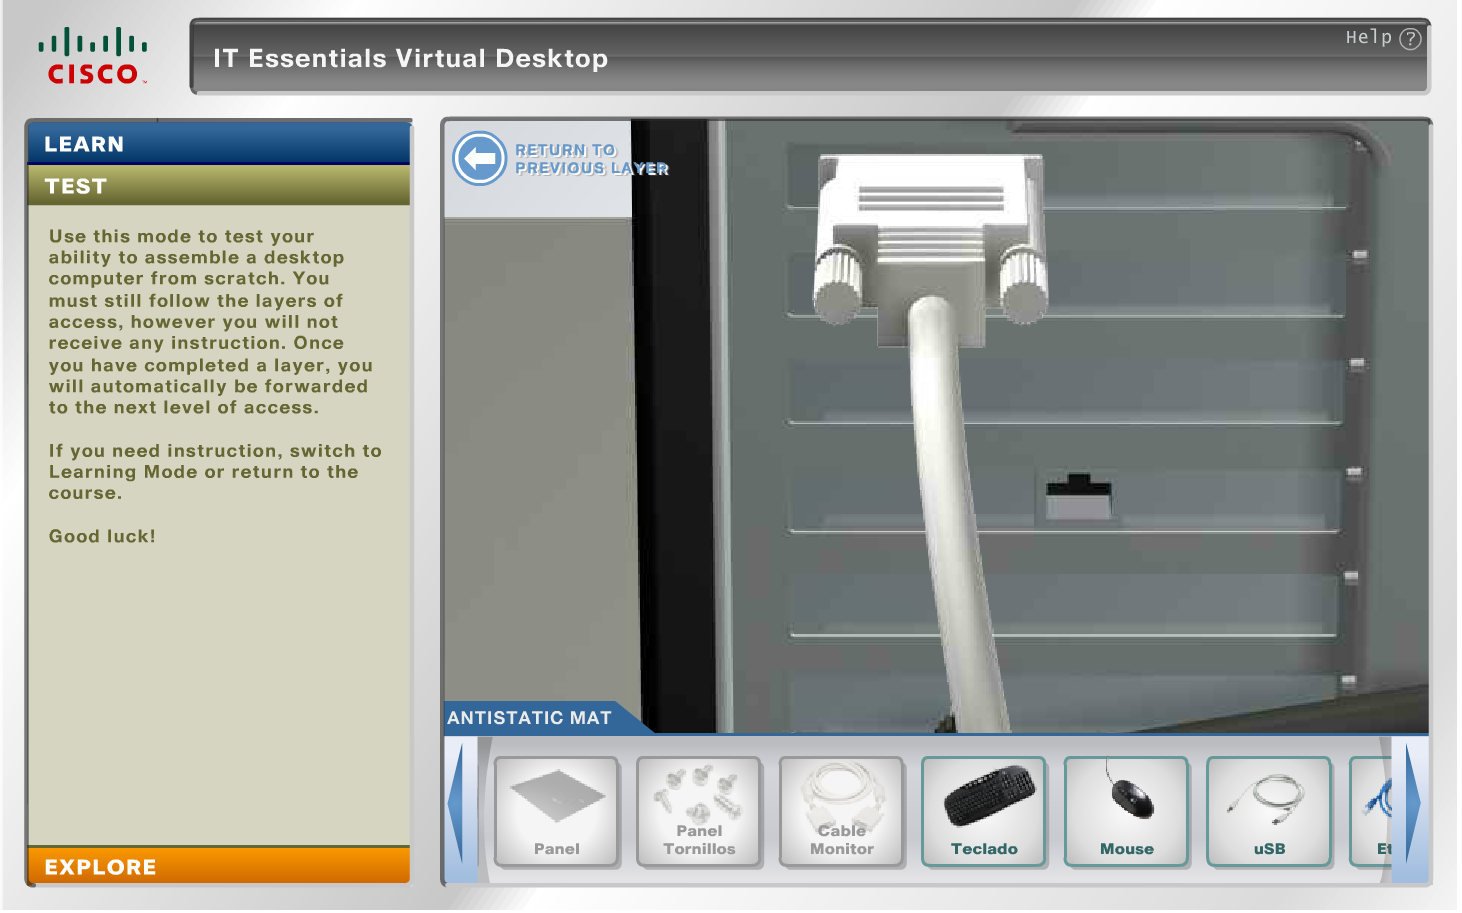 CISCO
IT Essentials Virtual Desktop
Help ?
LEARN
TEST
Use this mode to test your
ability to assemble a desktop
computer from scratch. You
must still follow the layers of
access, however you will not
receive any instruction. Once
you have completed a layer, you
will automatically be forwarded
to the next level of access.
If you need instruction, switch to
Learning Mode or return to the
course.
Good luck!
EXPLORE
RETURN TO
PREVIOUS LAYER
ANTISTATIC MAT
Panel
Panel
Tornillos
Cable
Monitor
Teclado
Mouse
uSB
Et